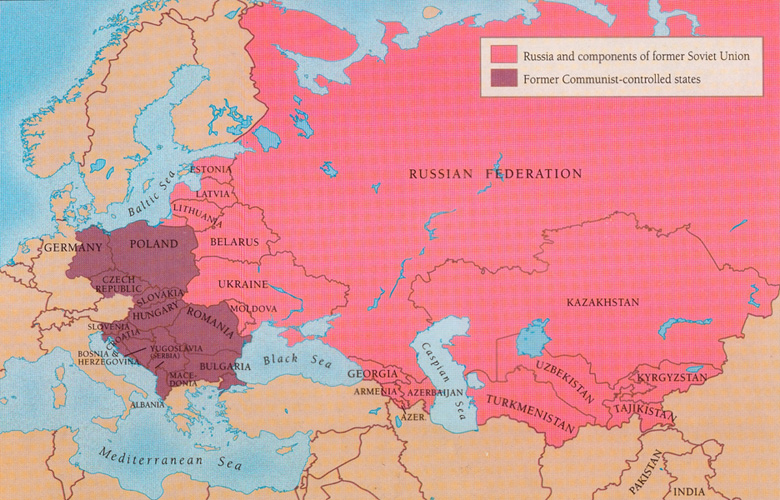 Russia and components of former Soviet Union
Former Communist-controlled states
RUSSIAN FEDERATION
ESTONIA
LATVIA
LITHUANIA
Baltic Sea
BELARUS
GERMANY
POLAND
CZECH
REPUBLIC
SLOVAKIA
UKRAINE
HUNGARY
MOLDOVA
ROMANIA
KAZAKHSTAN
SLOVENIA
CROATIA
BOSNIA &
HERZEGOVINA
YUGOSLAVIA
(SERBIA)
BULGARIA
MACE-
DONIA
ALBANIA
Black Sea
Caspian
Sea
GEORGIA
ARMENIA
AZERBAIJAN
AZER.
UZBEKISTAN
TURKMENISTAN
KYRGYZSTAN
TAJIKISTAN
Mediterranean Sea
PAKISTAN
INDIA